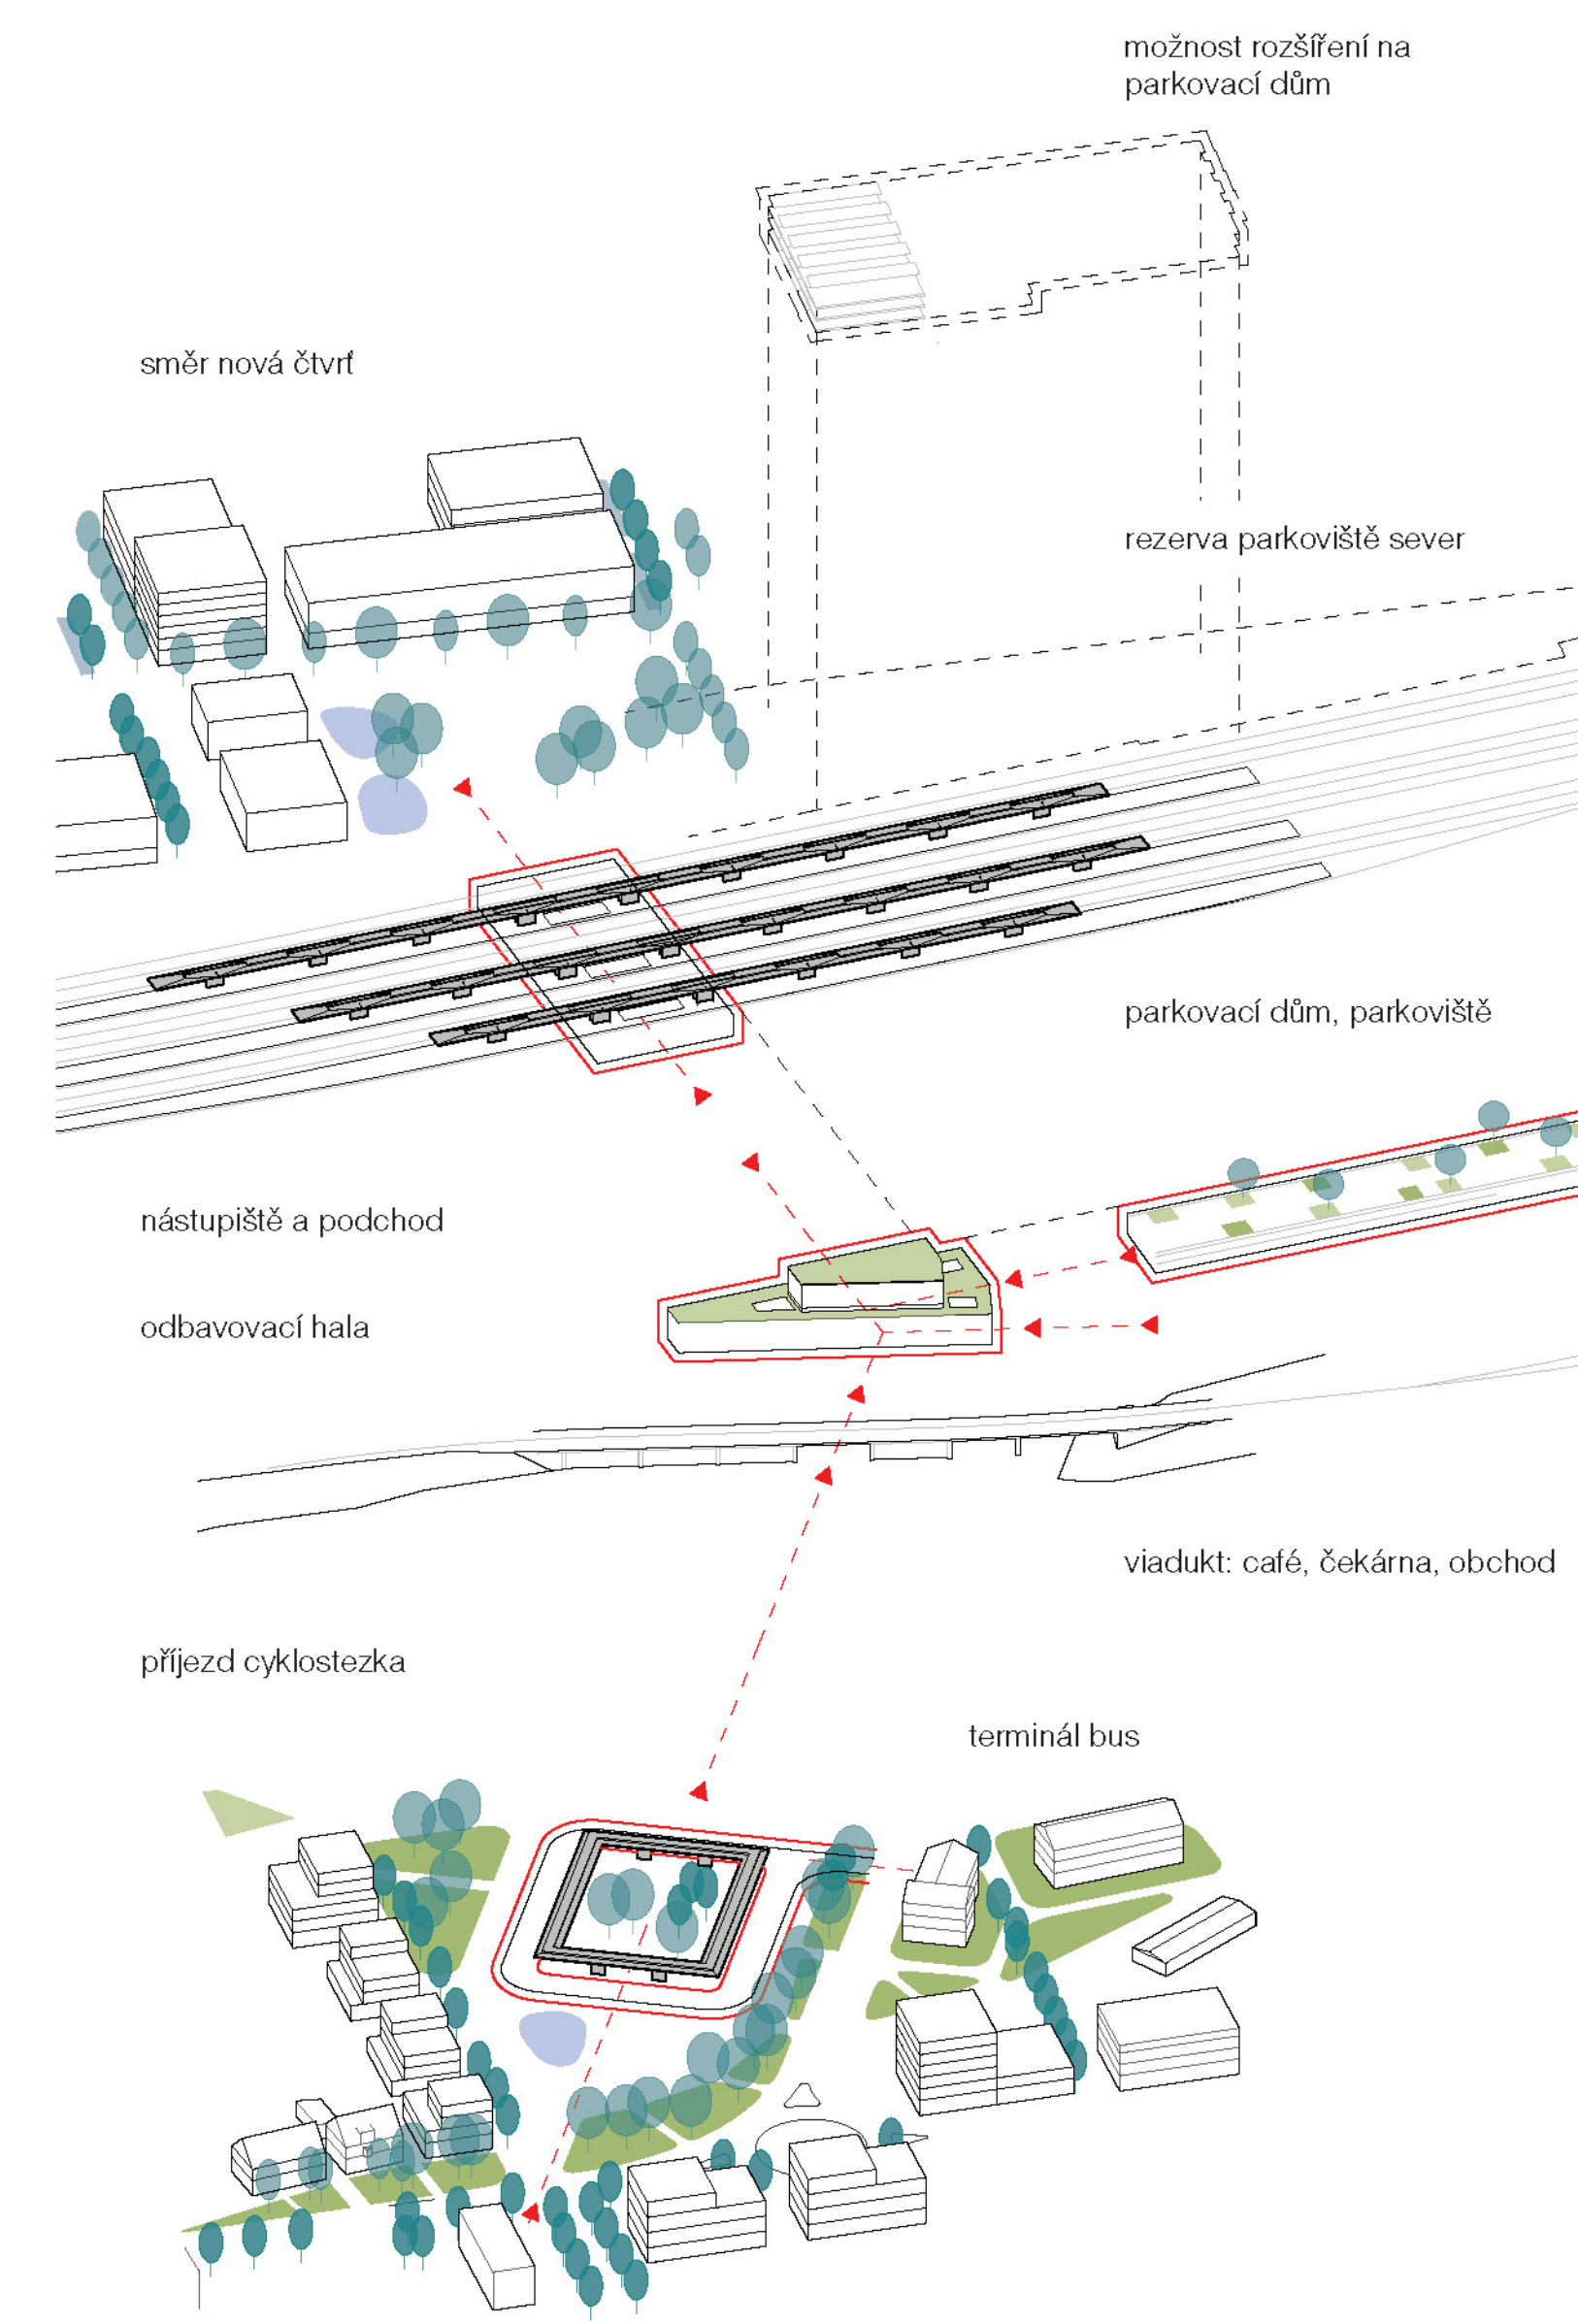 možnost rozšíření na
parkovací dům
směr nová čtvrť
rezerva parkoviště sever
parkovací dům, parkoviště
nástupiště a podchod
odbavovací hala
viadukt: café, čekárna, obchod
příjezd cyklostezka
terminál bus